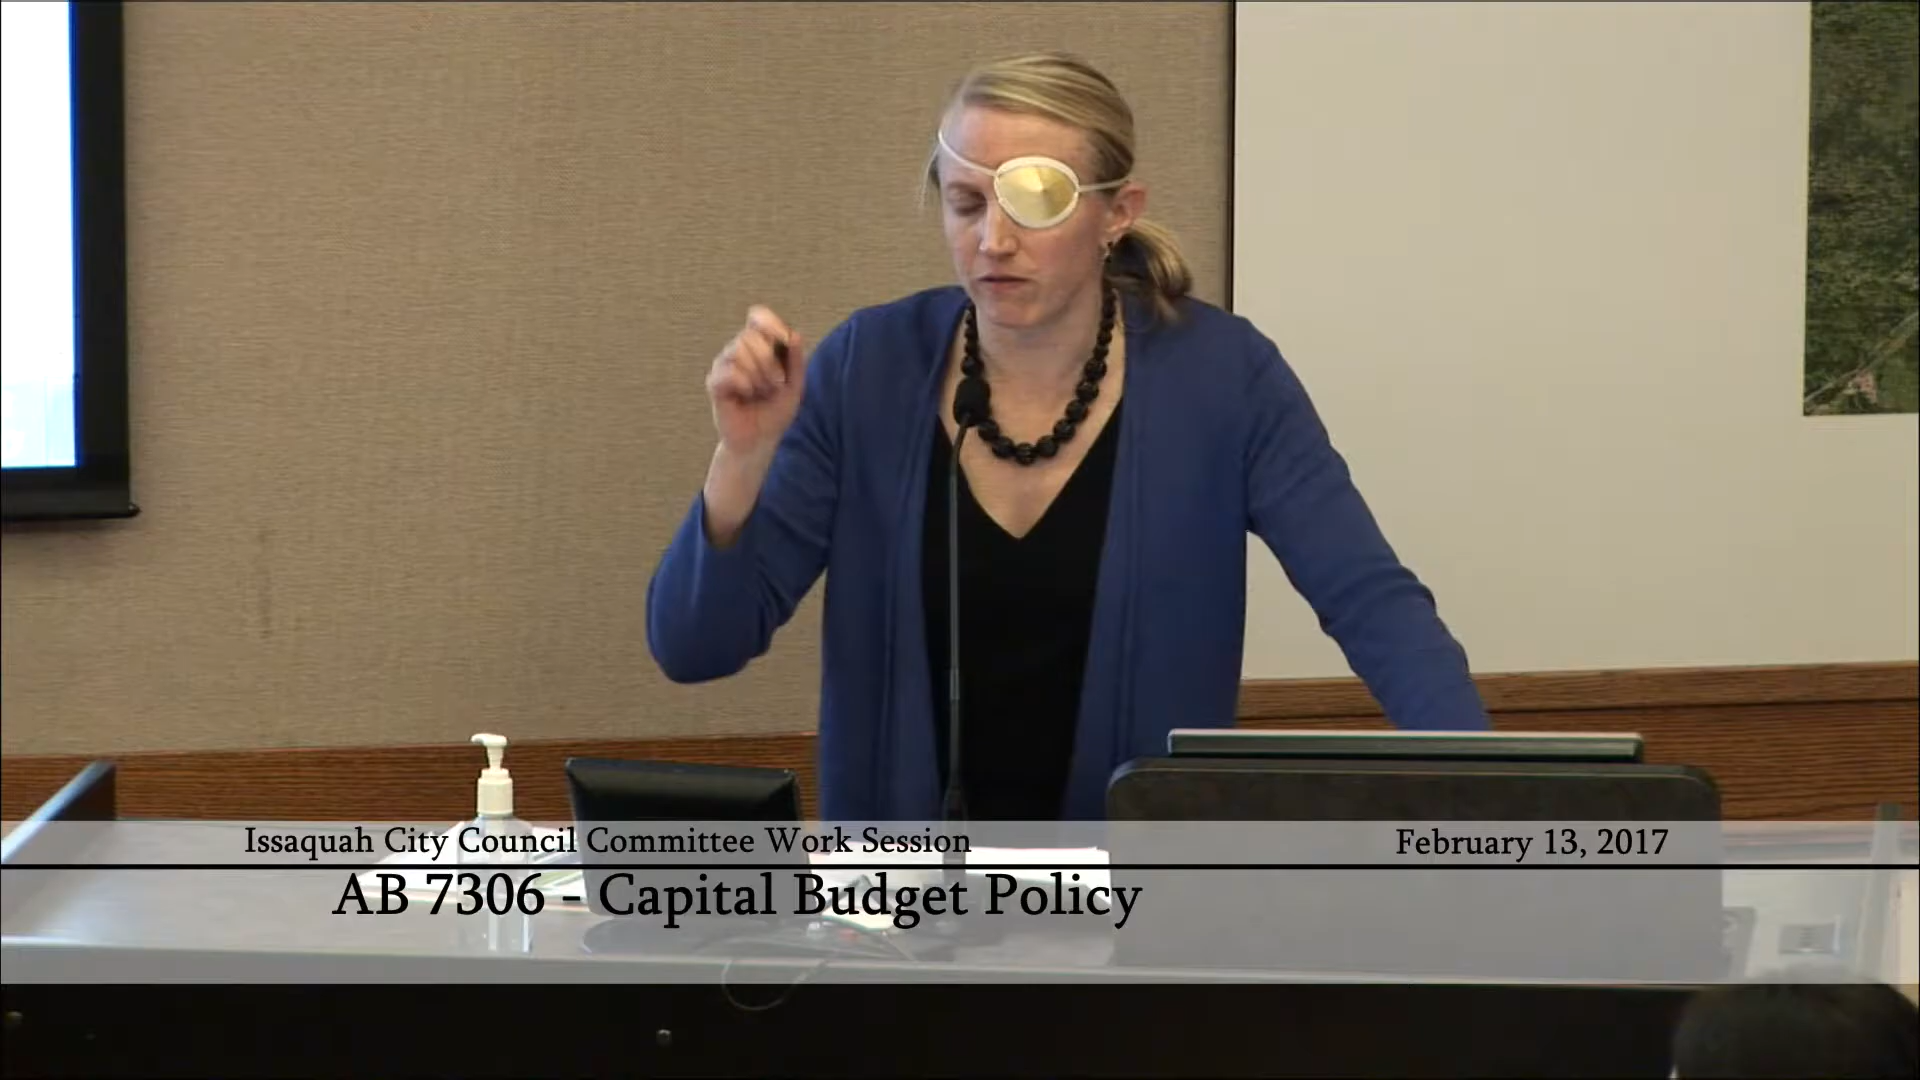 Issaquah City Council Committee Work Session
February 13, 2017
AB 7306 - Capital Budget Policy